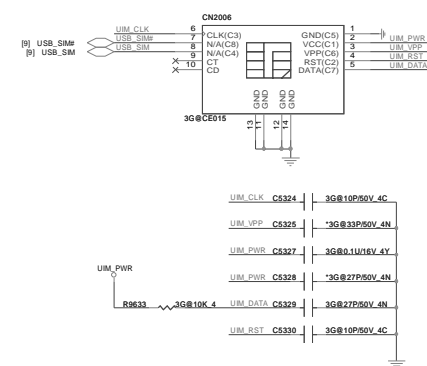 CN2006
UIM_CLK 6 CLK(C3) GND(C5) 1
[9] USB_SIM# USB_SIM# 7 N/A(C8) VCC(C1) 2 UIM_PWR
[9] USB_SIM USB_SIM 8 N/A(C4) VPP(C6) 3 UIM_VPP
9 CT RST(C2) 4 UIM_RST
10 CD DATA(C7) 5 UIM_DATA
GND GND GND GND
3G@CE015
13 11 12 14
UIM_CLK C5324 3G@10P/50V_4C
UIM_VPP C5325 *3G@33P/50V_4N
UIM_PWR C5327 3G@0.1U/16V_4Y
UIM_PWR
UIM_PWR C5328 *3G@27P/50V_4N
R9633 3G@10K_4 UIM_DATA C5329 3G@27P/50V_4N
UIM_RST C5330 3G@10P/50V_4C